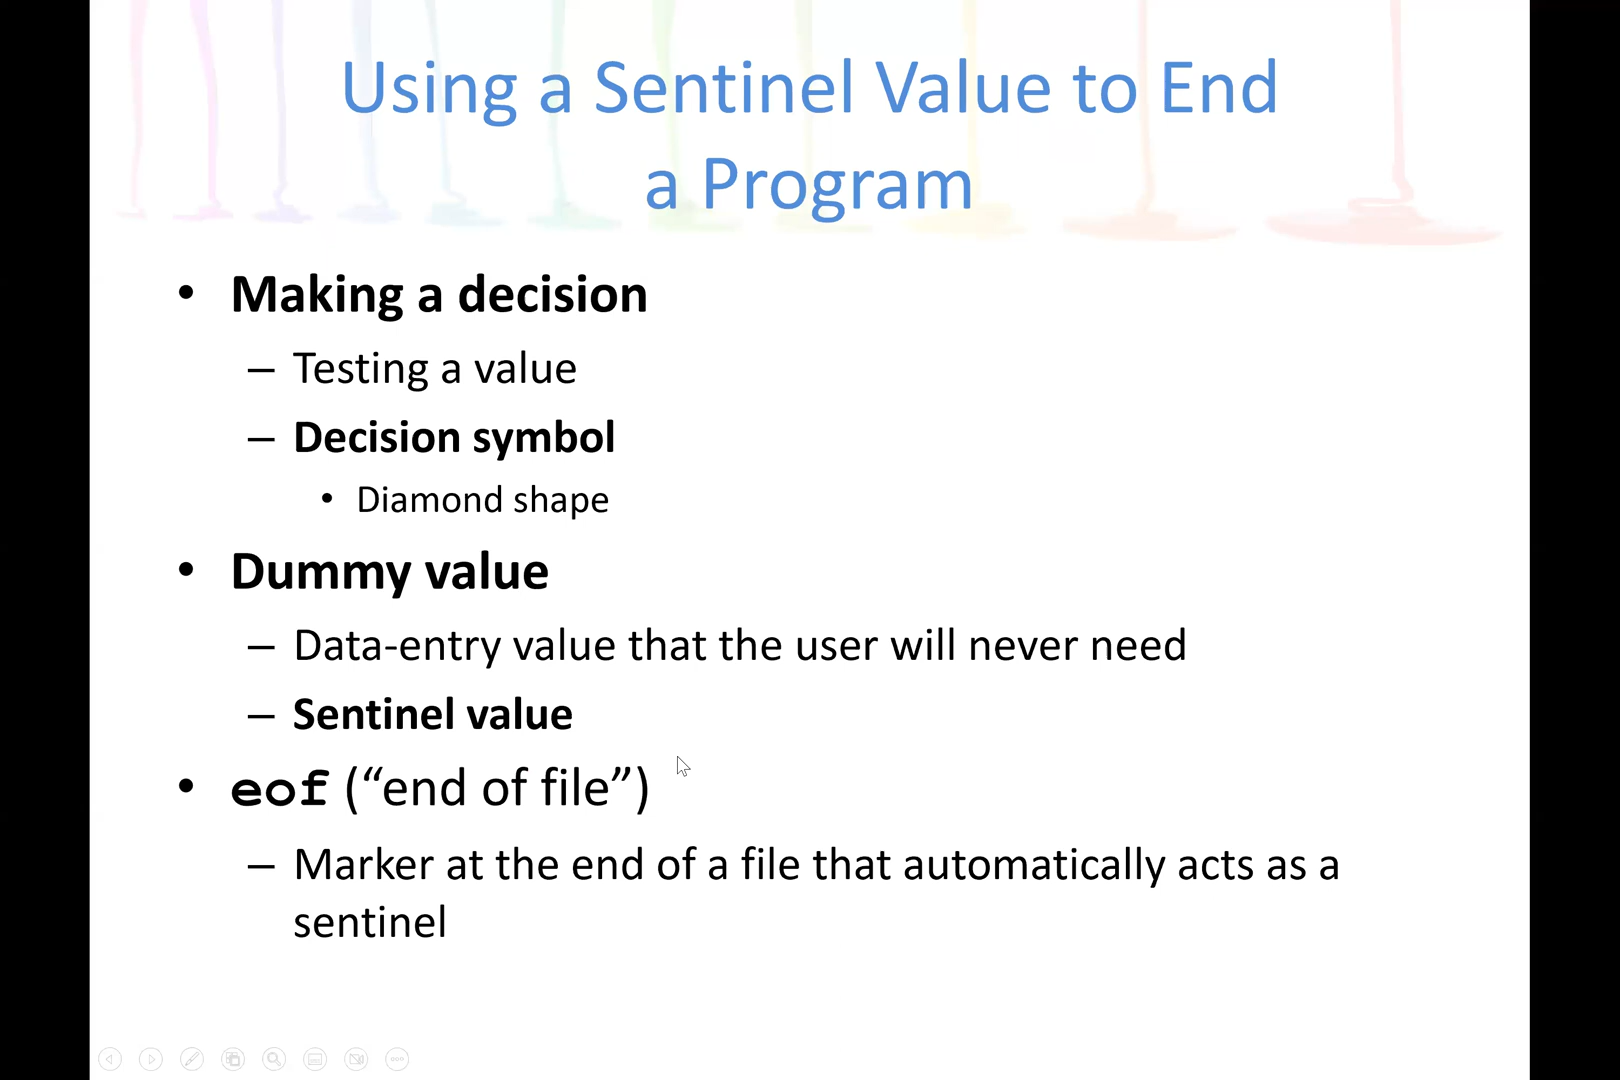 Using a Sentinel Value to End
a Program
• Making a decision
– Testing a value
– Decision symbol
• Diamond shape
• Dummy value
– Data-entry value that the user will never need
– Sentinel value
• eof (“end of file”)
– Marker at the end of a file that automatically acts as a
sentinel